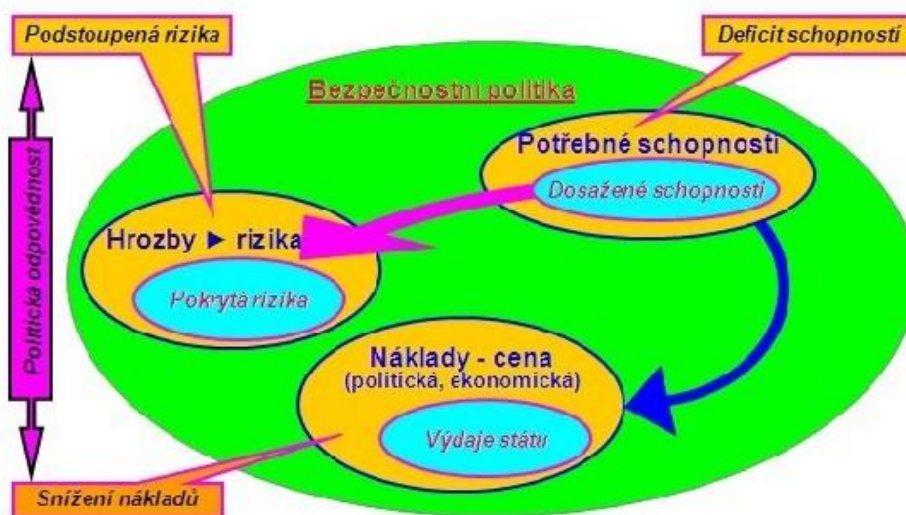 Podstoupená rizika
Deficit schopností
Bezpečnostní politika
Potřebné schopnosti
Dosažené schopnosti
Hrozby ► rizika
Pokrytá rizika
Politická odpovědnost
Náklady - cena
(politická, ekonomická)
Výdaje státu
Snížení nákladů